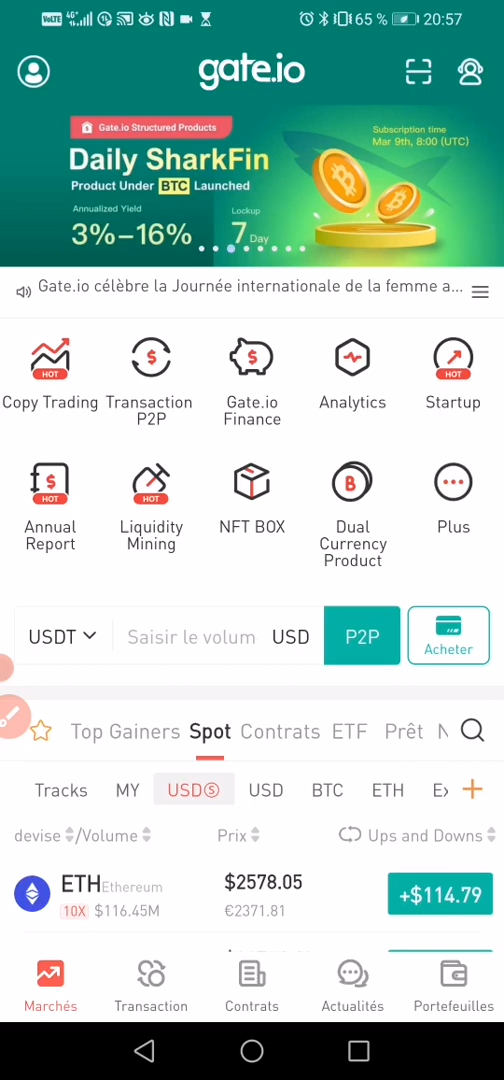 VoLTE 4G+ 65 % 20:57
gate.io
Gate.io Structured Products
Subscription time
Mar 9th, 8:00 (UTC)
Daily SharkFin
Product Under BTC Launched
Annualized Yield
Lockup
3%–16%
7 Day
Gate.io célèbre la Journée internationale de la femme a...
HOT
HOT
Copy Trading
Transaction P2P
Gate.io Finance
Analytics
Startup
HOT
HOT
Annual Report
Liquidity Mining
NFT BOX
Dual Currency Product
Plus
USDT Saisir le volum USD P2P Acheter
Top Gainers Spot Contrats ETF Prêt N
Tracks MY USDⓈ USD BTC ETH Ex +
devise/Volume Prix Ups and Downs
ETH Ethereum $2578.05 +$114.79
10X $116.45M €2371.81
Marchés Transaction Contrats Actualités Portefeuilles